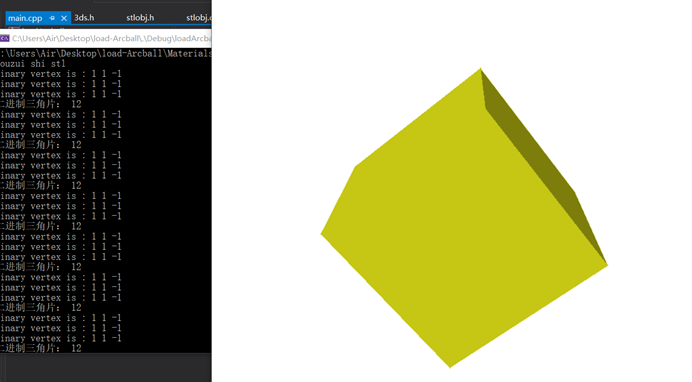 main.cpp 3ds.h stlobj.h stlobj.c
C:\Users\Air\Desktop\load-Arcball\.\Debug\loadArcba
:\Users\Air\Desktop\load-Arcball\Materials
ouzui shi stl
inary vertex is : 1 1 -1
inary vertex is : 1 1 -1
inary vertex is : 1 1 -1
二进制三角片: 12
inary vertex is : 1 1 -1
inary vertex is : 1 1 -1
inary vertex is : 1 1 -1
二进制三角片: 12
inary vertex is : 1 1 -1
inary vertex is : 1 1 -1
inary vertex is : 1 1 -1
二进制三角片: 12
inary vertex is : 1 1 -1
inary vertex is : 1 1 -1
inary vertex is : 1 1 -1
二进制三角片: 12
inary vertex is : 1 1 -1
inary vertex is : 1 1 -1
inary vertex is : 1 1 -1
二进制三角片: 12
inary vertex is : 1 1 -1
inary vertex is : 1 1 -1
inary vertex is : 1 1 -1
二进制三角片: 12
inary vertex is : 1 1 -1
inary vertex is : 1 1 -1
inary vertex is : 1 1 -1
二进制三角片: 12